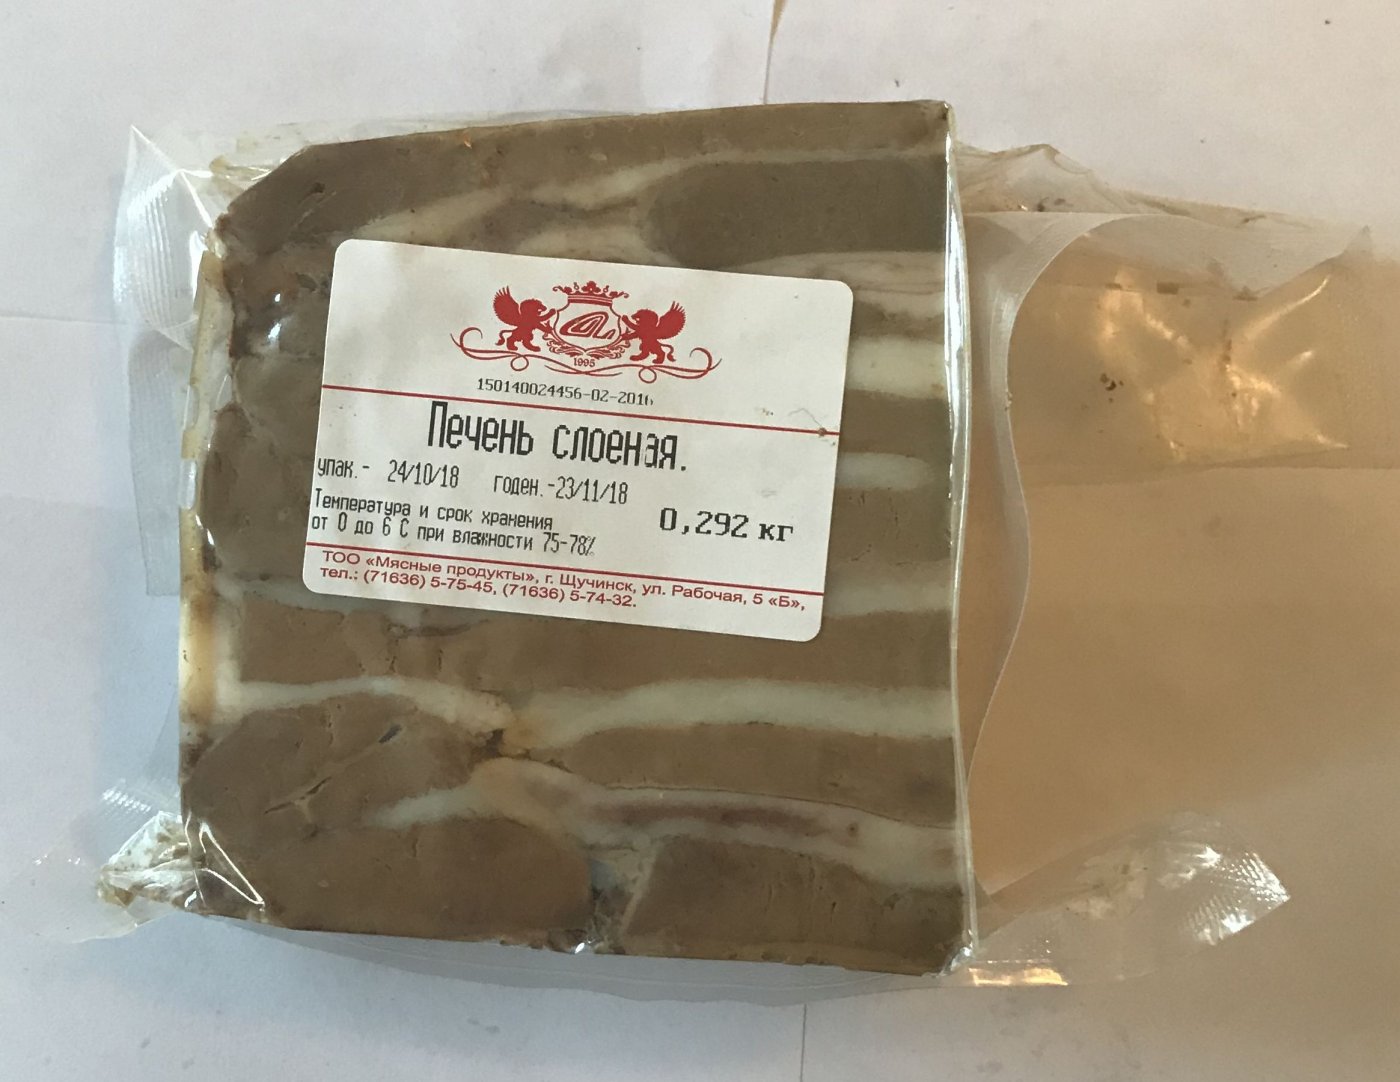 1995
150140024456-02-2016
Печень слоеная.
упак.- 24/10/18 годен.-23/11/18
Температура и срок хранения
от 0 до 6 С при влажности 75-78%
0,292 кг
ТОО «Мясные продукты», г. Щучинск, ул. Рабочая, 5 «Б»,
тел.: (71636) 5-75-45, (71636) 5-74-32.